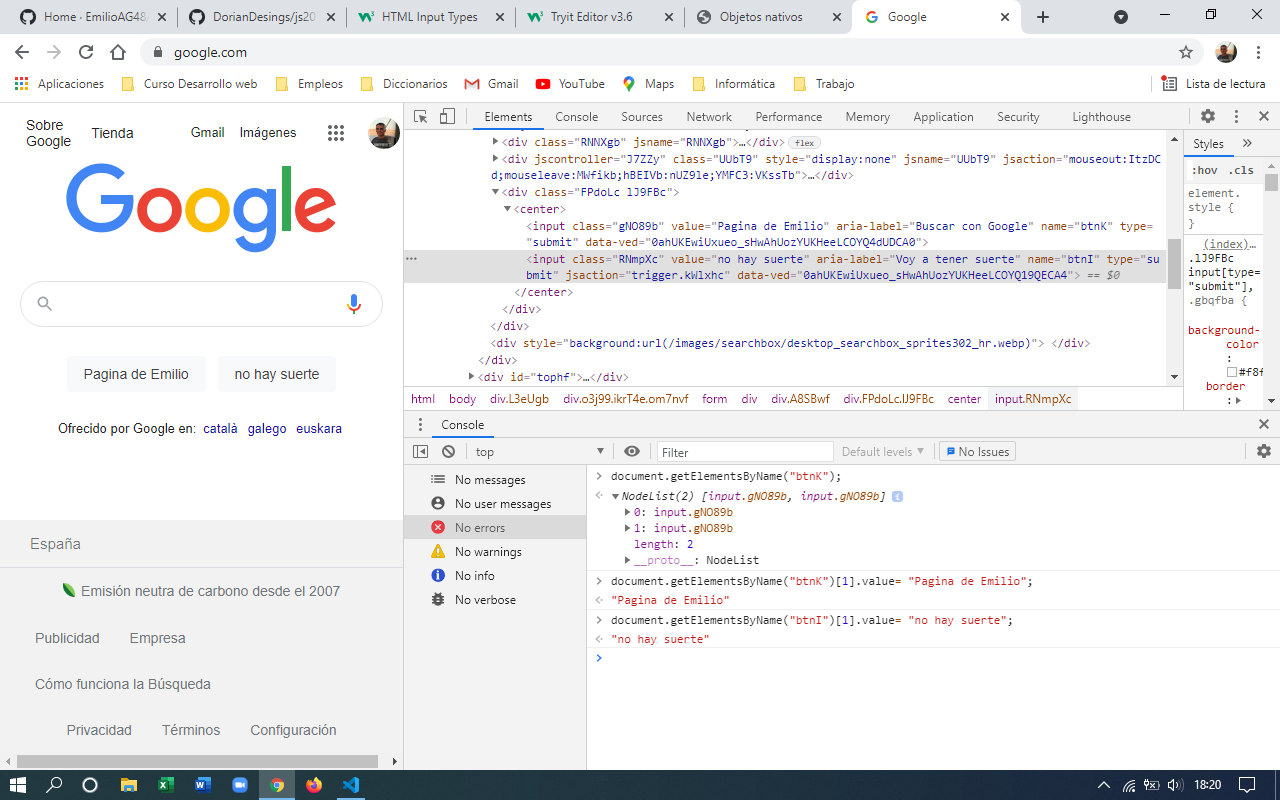 Home · EmilioAG48
DorianDesings/js20
HTML Input Types
Tryit Editor v3.6
Objetos nativos
Google
google.com
Aplicaciones
Curso Desarrollo web
Empleos
Diccionarios
Gmail
YouTube
Maps
Informática
Trabajo
Lista de lectura
Sobre Google
Tienda
Gmail
Imágenes
Google
Pagina de Emilio
no hay suerte
Ofrecido por Google en: català galego euskara
España
Emisión neutra de carbono desde el 2007
Publicidad
Empresa
Cómo funciona la Búsqueda
Privacidad
Términos
Configuración
Elements
Console
Sources
Network
Performance
Memory
Application
Security
Lighthouse
<div class="RNNXgb" jsname="RNNXgb">…</div> flex
<div jscontroller="J7ZZy" class="UUbT9" style="display:none" jsname="UUbT9" jsaction="mouseout:ItzDC
d;mouseleave:MWfikb;hBEIVb:nUZ9le;YMFC3:VKssTb">…</div>
<div class="FPdoLc lJ9FBc">
<center>
<input class="gNO89b" value="Pagina de Emilio" aria-label="Buscar con Google" name="btnK" type=
"submit" data-ved="0ahUKEwiUxueo_sHwAhUozYUKHeeLCOYQ4dUDCA0">
<input class="RNmpXc" value="no hay suerte" aria-label="Voy a tener suerte" name="btnI" type="su
bmit" jsaction="trigger.kWlxhc" data-ved="0ahUKEwiUxueo_sHwAhUozYUKHeeLCOYQ19QECA4"> == $0
</center>
</div>
</div>
<div style="background:url(/images/searchbox/desktop_searchbox_sprites302_hr.webp)"> </div>
</div>
<div id="tophf">…</div>
html body div.L3eUgb div.o3j99.ikrT4e.om7nvf form div div.A8SBwf div.FPdoLc.lJ9FBc center input.RNmpXc
Styles
:hov .cls
element.
style {
}
(index)…
.lJ9FBc
input[type=
"submit"],
.gbqfba {
background-
color
:
#f8f
border
:
Console
top
Filter
Default levels
No Issues
No messages
No user messages
No errors
No warnings
No info
No verbose
document.getElementsByName("btnK");
NodeList(2) [input.gNO89b, input.gNO89b]
0: input.gNO89b
1: input.gNO89b
length: 2
__proto__: NodeList
document.getElementsByName("btnK")[1].value= "Pagina de Emilio";
"Pagina de Emilio"
document.getElementsByName("btnI")[1].value= "no hay suerte";
"no hay suerte"
18:20